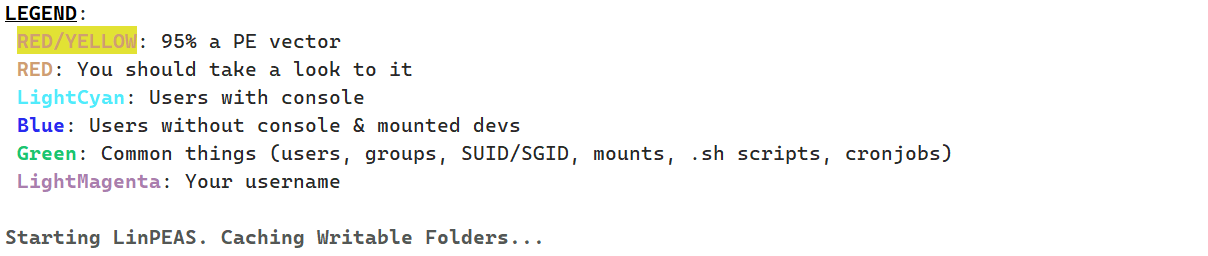 LEGEND:
RED/YELLOW: 95% a PE vector
RED: You should take a look to it
LightCyan: Users with console
Blue: Users without console & mounted devs
Green: Common things (users, groups, SUID/SGID, mounts, .sh scripts, cronjobs)
LightMagenta: Your username
Starting LinPEAS. Caching Writable Folders...